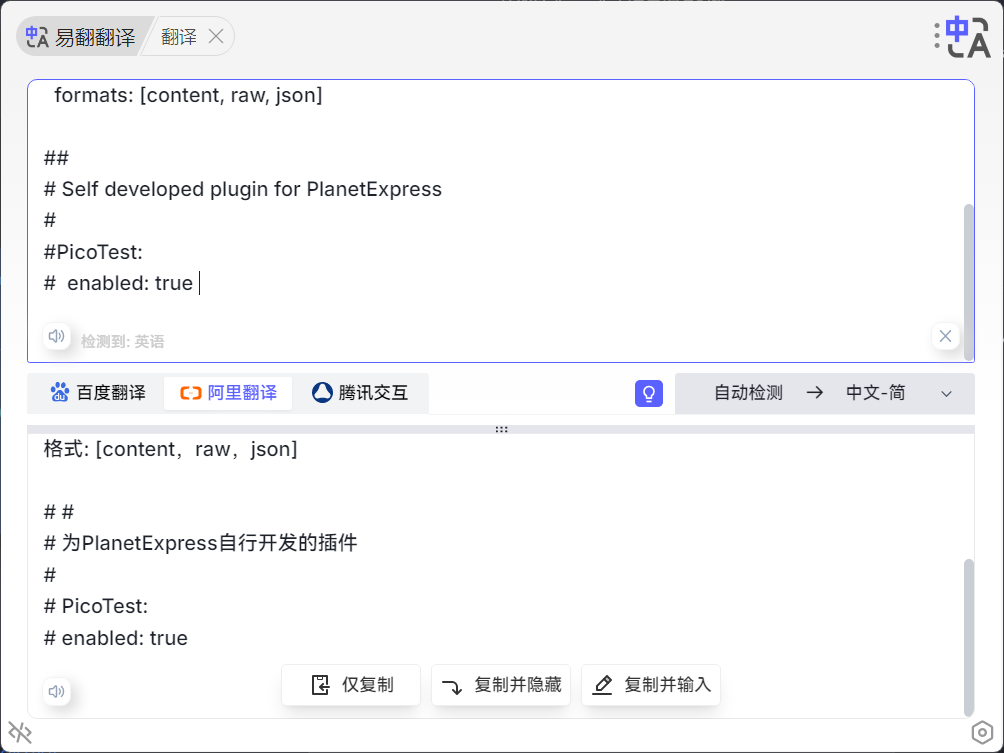 中A 易翻翻译
翻译
中A
formats: [content, raw, json]
##
# Self developed plugin for PlanetExpress
#
#PicoTest:
#  enabled: true
检测到: 英语
百度翻译
阿里翻译
腾讯交互
自动检测 → 中文-简
格式: [content，raw，json]
# #
# 为PlanetExpress自行开发的插件
#
# PicoTest:
# enabled: true
仅复制
复制并隐藏
复制并输入